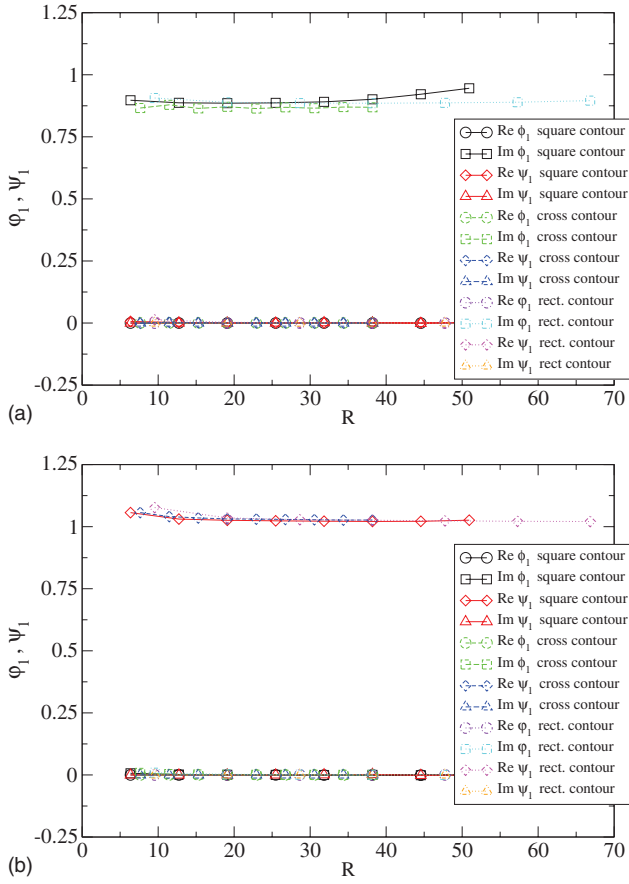 1.25
1
0.75
0.5
0.25
0
-0.25
φ₁, ψ₁
Re ϕ₁ square contour
Im ϕ₁ square contour
Re ψ₁ square contour
Im ψ₁ square contour
Re ϕ₁ cross contour
Im ϕ₁ cross contour
Re ψ₁ cross contour
Im ψ₁ cross contour
Re φ₁ rect. contour
Im φ₁ rect. contour
Re ψ₁ rect. contour
Im ψ₁ rect contour
0 10 20 30 40 50 60 70
R
(a)
1.25
1
0.75
0.5
0.25
0
-0.25
φ₁, ψ₁
Re ϕ₁ square contour
Im ϕ₁ square contour
Re ψ₁ square contour
Im ψ₁ square contour
Re ϕ₁ cross contour
Im ϕ₁ cross contour
Re ψ₁ cross contour
Im ψ₁ cross contour
Re φ₁ rect. contour
Im φ₁ rect. contour
Re ψ₁ rect. contour
Im ψ₁ rect. contour
0 10 20 30 40 50 60 70
R
(b)